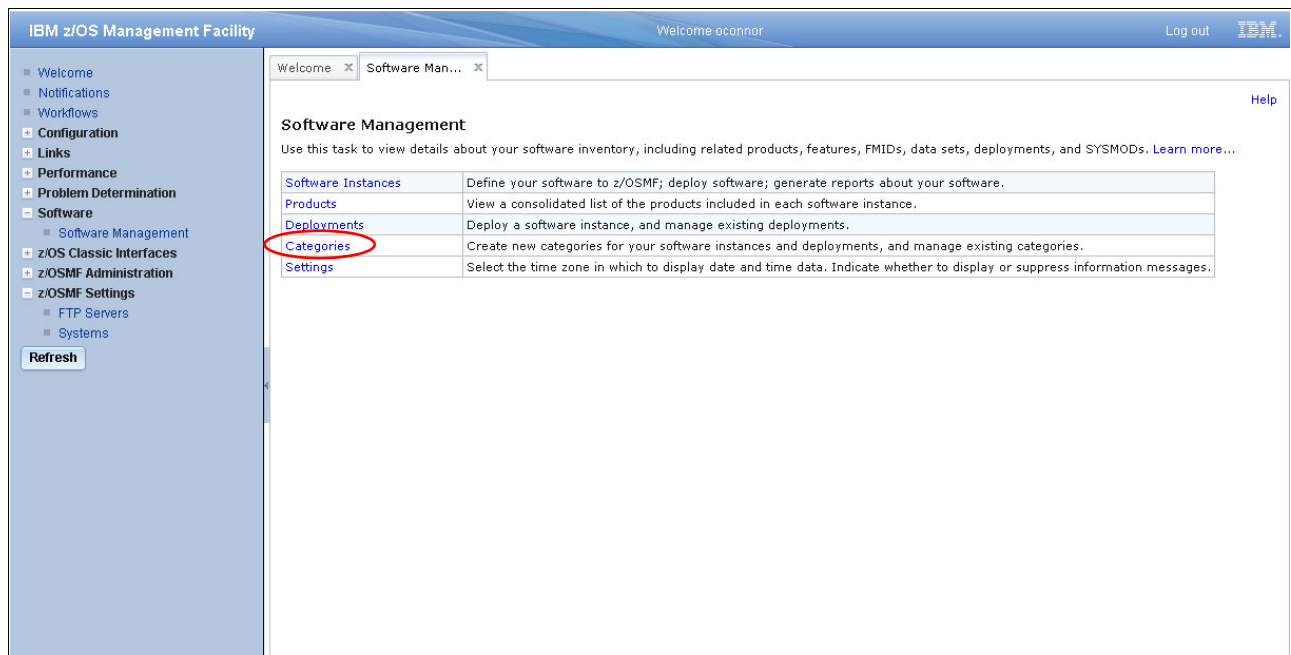 IBM z/OS Management Facility
Welcome oconnor
Log out
IBM.
Welcome
Notifications
Workflows
Configuration
Links
Performance
Problem Determination
Software
Software Management
z/OS Classic Interfaces
z/OSMF Administration
z/OSMF Settings
FTP Servers
Systems
Refresh
Welcome
Software Man...
Help
Software Management
Use this task to view details about your software inventory, including related products, features, FMIDs, data sets, deployments, and SYSMODs. Learn more...
Software Instances Define your software to z/OSMF; deploy software; generate reports about your software.
Products View a consolidated list of the products included in each software instance.
Deployments Deploy a software instance, and manage existing deployments.
Categories Create new categories for your software instances and deployments, and manage existing categories.
Settings Select the time zone in which to display date and time data. Indicate whether to display or suppress information messages.